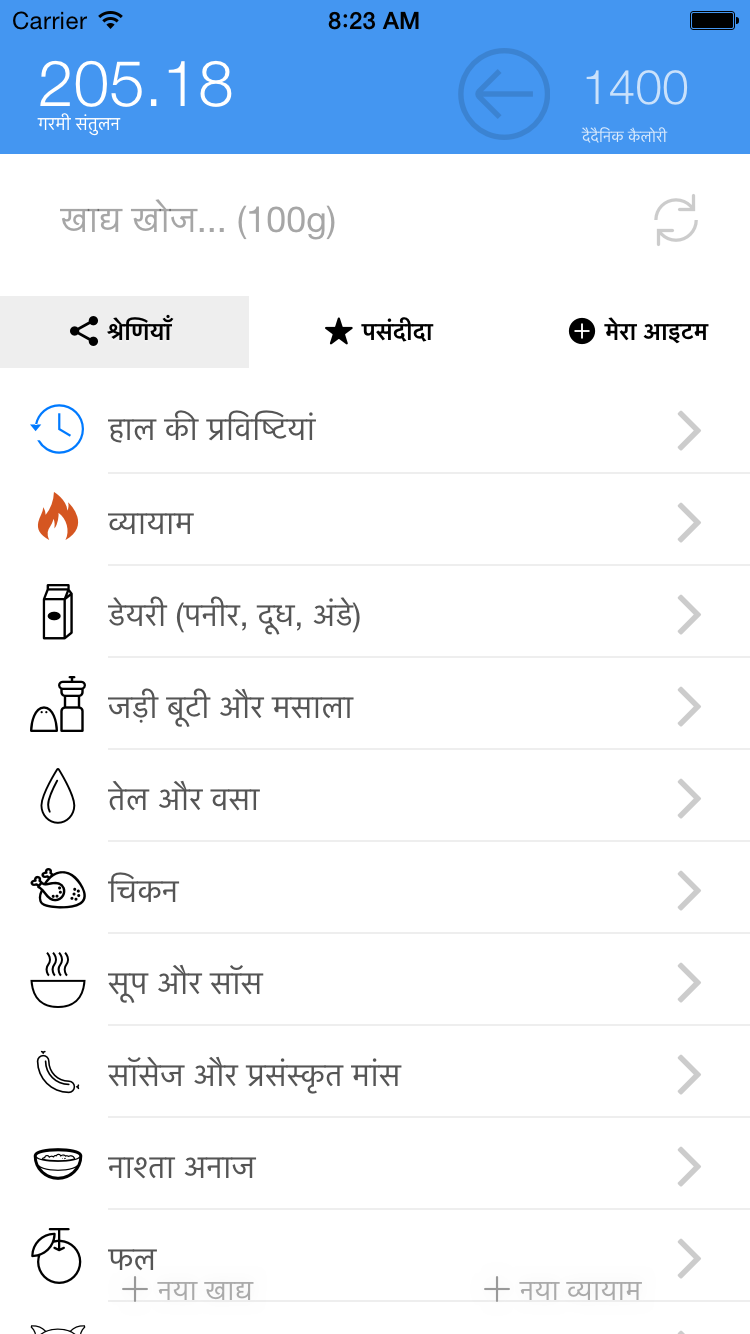 Carrier 8:23 AM
205.18 1400
गरमी संतुलन दैदैनिक कैलोरी
खाद्य खोज... (100g)
श्रेणियाँ पसंदीदा मेरा आइटम
हाल की प्रविष्टियां
व्यायाम
डेयरी (पनीर, दूध, अंडे)
जड़ी बूटी और मसाला
तेल और वसा
चिकन
सूप और सॉस
सॉसेज और प्रसंस्कृत मांस
नाश्ता अनाज
फल
नया खाद्य नया व्यायाम